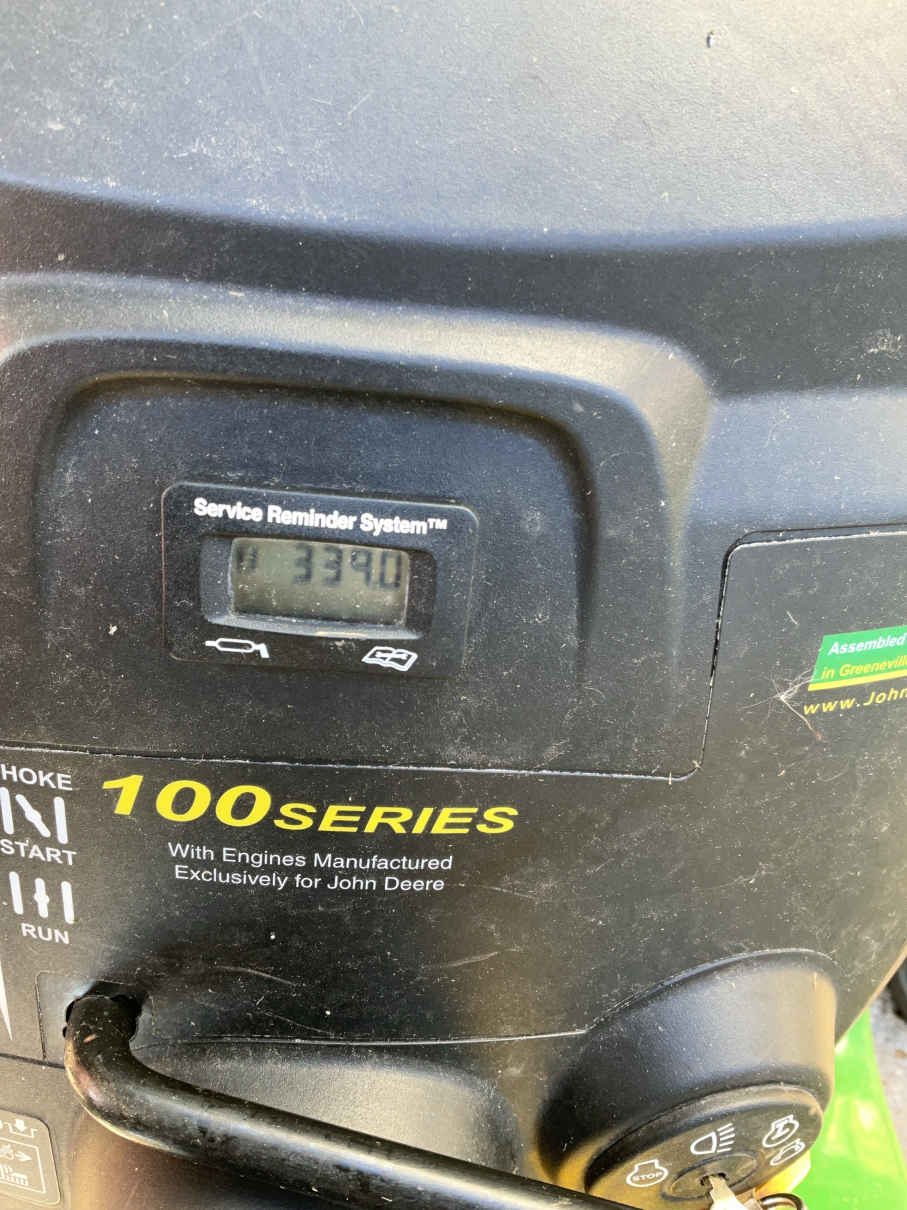 Service Reminder System™
339.0
HOKE
START
RUN
100 SERIES
With Engines Manufactured
Exclusively for John Deere
Assembled
in Greenevill
www.John
STOP